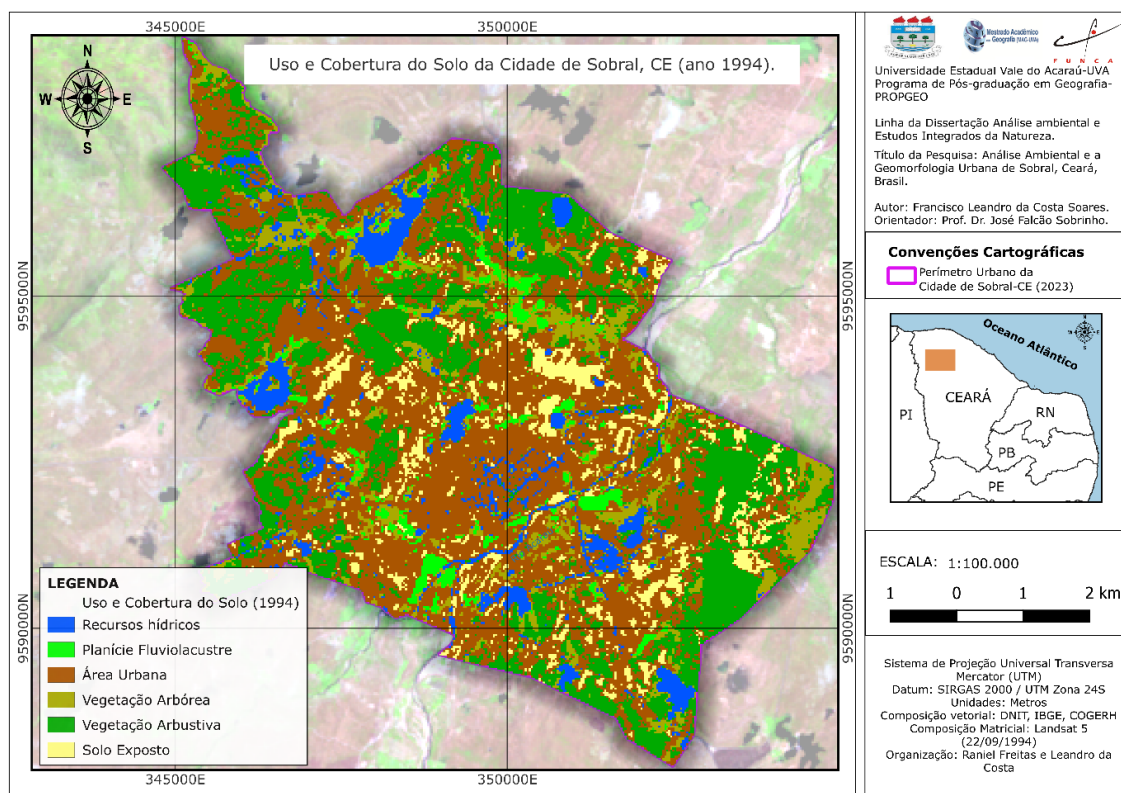 345000E
350000E
Uso e Cobertura do Solo da Cidade de Sobral, CE (ano 1994).
N
W
E
S
9595000N
9595000N
9590000N
9590000N
LEGENDA
Uso e Cobertura do Solo (1994)
Recursos hídricos
Planície Fluviolacustre
Área Urbana
Vegetação Arbórea
Vegetação Arbustiva
Solo Exposto
345000E
350000E
Mestrado Acadêmico
em Geografia (MAG-UVA)
FUNCAP
Universidade Estadual Vale do Acaraú-UVA
Programa de Pós-graduação em Geografia-
PROPGEO
Linha da Dissertação Análise ambiental e
Estudos Integrados da Natureza.
Título da Pesquisa: Análise Ambiental e a
Geomorfologia Urbana de Sobral, Ceará,
Brasil.
Autor: Francisco Leandro da Costa Soares.
Orientador: Prof. Dr. José Falcão Sobrinho.
Convenções Cartográficas
Perímetro Urbano da
Cidade de Sobral-CE (2023)
N
W
E
S
Oceano Atlântico
CEARÁ
PI
RN
PB
PE
ESCALA: 1:100.000
1 0 1 2 km
Sistema de Projeção Universal Transversa
Mercator (UTM)
Datum: SIRGAS 2000 / UTM Zona 24S
Unidades: Metros
Composição vetorial: DNIT, IBGE, COGERH
Composição Matricial: Landsat 5
(22/09/1994)
Organização: Raniel Freitas e Leandro da
Costa